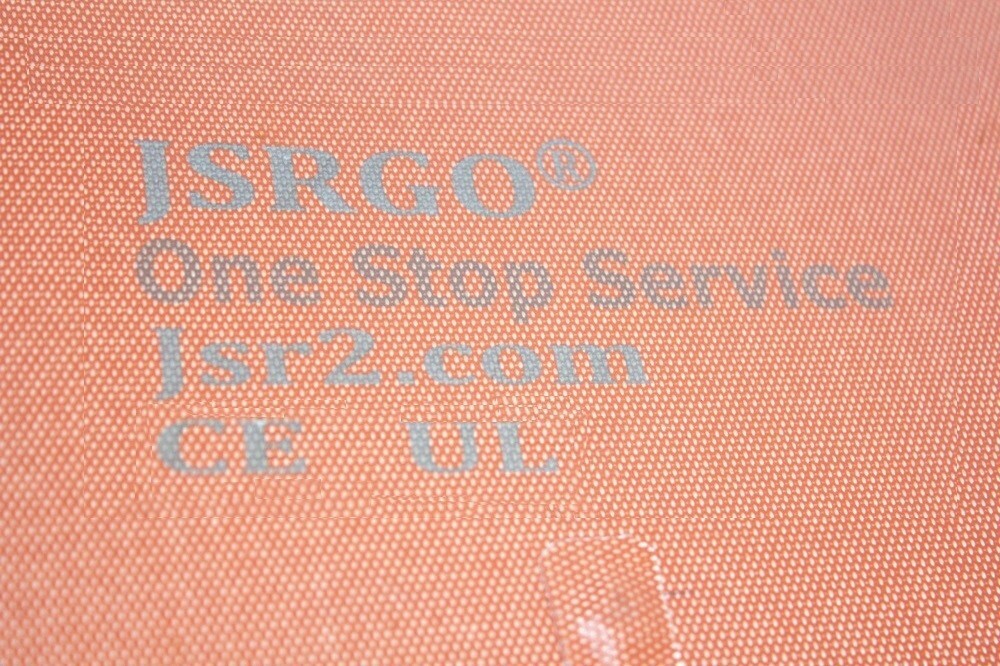 JSRGO®
One Stop Service
Jsr2.com
CE UL